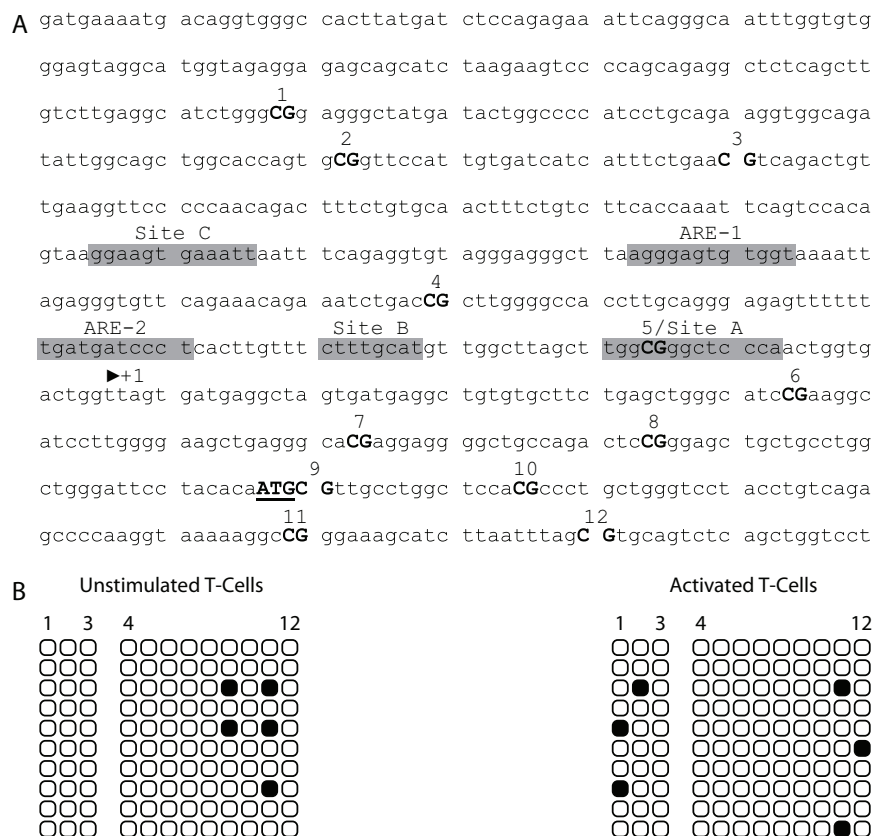 A
gatgaaaatg acaggtgggc cacttatgat ctccagagaa attcagggca atttggtgtg
ggagtaggca tggtagagga gagcagcatc taagaagtcc cagcagagg ctctcagctt
1
gtcttgaggc atctgggCGg agggctatga tactggcccc atcctgcaga aggtggcaga
2 3
tattggcagc tggcaccagt gCGgttccat tgtgatcatc atttctgaaC Gtcagactgt
tgaaggttcc cccaacagac tttctgtgca actttctgtc ttcaccaaat tcagtccaca
Site C ARE-1
gtaaggaagt gaaattaatt tcagaggtgt agggagggct taagggagtg tggtaaaatt
4
agagggtgtt cagaaacaga aatctgacCG cttggggcca ccttgcaggg agagtttttt
ARE-2 Site B 5/Site A
tgatgatccc tcacttgttt ctttgcatgt tggcttagct tggCGggctc ccaactggtg
►+1 6
actggttagt gatgaggcta gtgatgaggc tgtgtgcttc tgagctgggc atcCGaaggc
7 8
atccttgggg aagctgaggg caCGaggagg ggctgccaga ctcCGggagc tgctgcctgg
9 10
ctgggattcc tacacaATGC Gttgcctggc tccaCGccct gctgggtcct acctgtcaga
11 12
gccccaaggt aaaaaggcCG ggaaagcatc ttaatttagC Gtgcagtctc agctggtcct
B
Unstimulated T-Cells Activated T-Cells
1 3 4 12 1 3 4 12